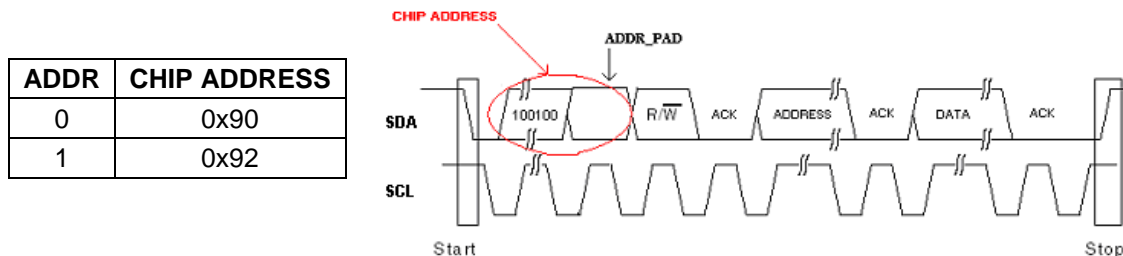 CHIP ADDRESS
ADDR_PAD
ADDR CHIP ADDRESS
0 0x90
1 0x92
SDA 100100 R/W ACK ADDRESS ACK DATA ACK
SCL
Start Stop